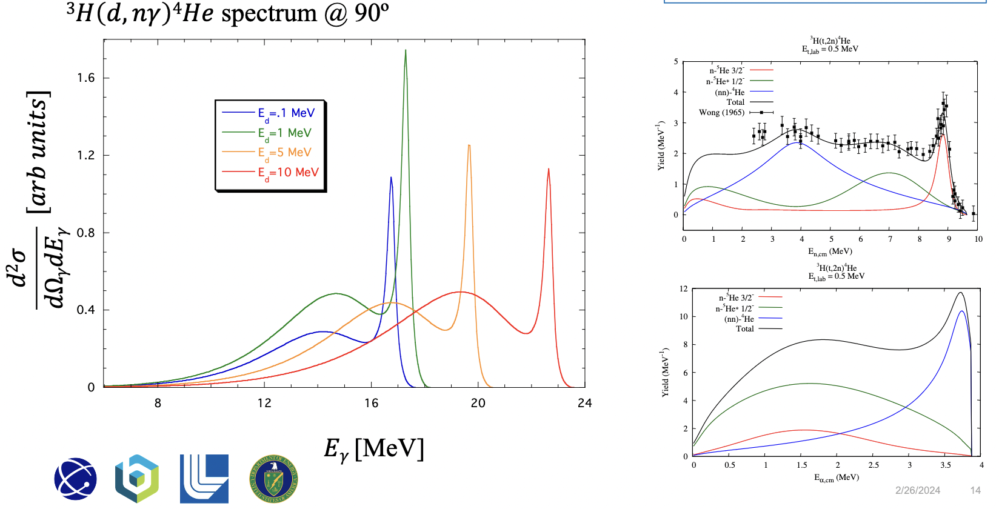 ³H(d, nγ)⁴He spectrum @ 90º
d²σ
dΩγdEγ
[arb units]
1.6
1.2
0.8
0.4
0
8
12
16
20
24
Eγ [MeV]
E_d=.1 MeV
E_d=1 MeV
E_d=5 MeV
E_d=10 MeV
³H(t,2n)⁴He
E_t,lab = 0.5 MeV
n-⁵He 3/2⁻
n-⁵He* 1/2⁻
(nn)-⁴He
Total
Wong (1965)
Yield (MeV⁻¹)
5
4
3
2
1
0
0 1 2 3 4 5 6 7 8 9 10
E_n,cm (MeV)
³H(t,2n)⁴He
E_t,lab = 0.5 MeV
n-⁵He 3/2⁻
n-⁵He* 1/2⁻
(nn)-⁴He
Total
Yield (MeV⁻¹)
12
10
8
6
4
2
0
0 0.5 1 1.5 2 2.5 3 3.5 4
E_α,cm (MeV)
2/26/2024 14